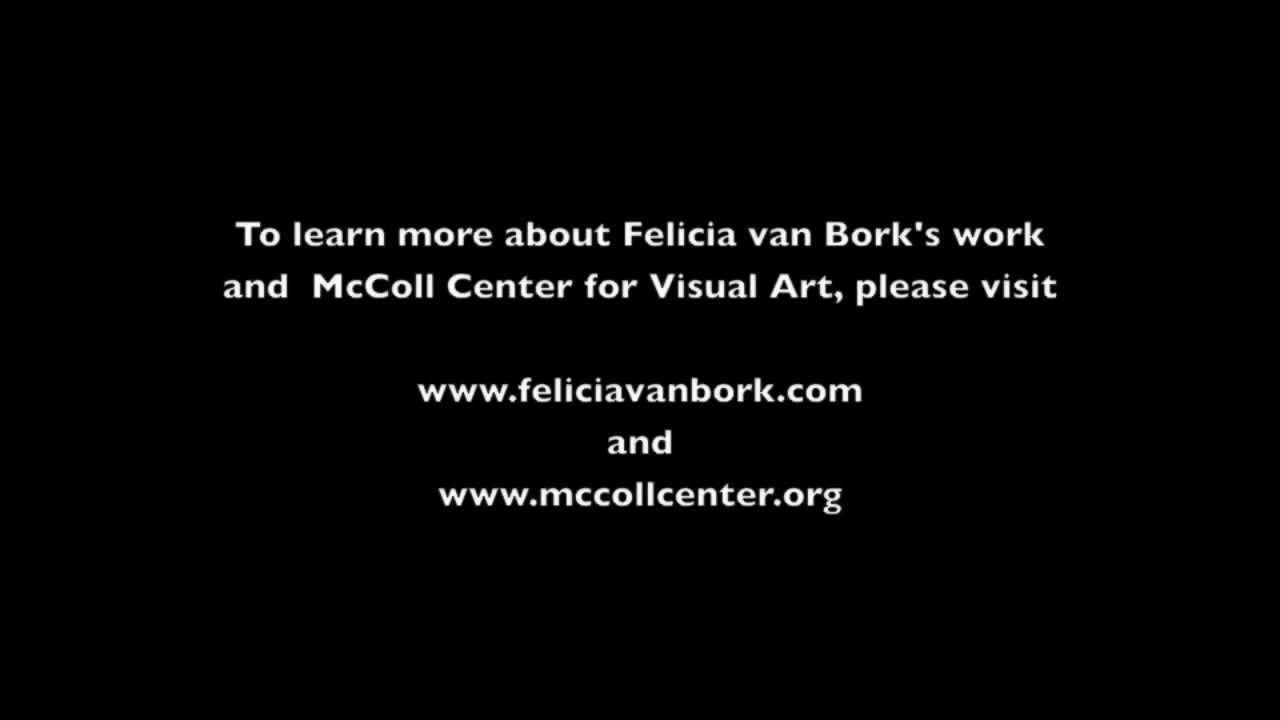 To learn more about Felicia van Bork's work
and  McColl Center for Visual Art, please visit
www.feliciavanbork.com
and
www.mccollcenter.org